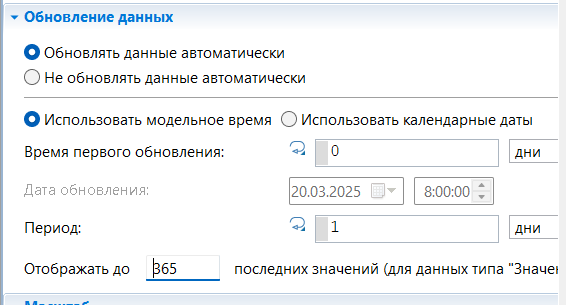 Обновление данных
Обновлять данные автоматически
Не обновлять данные автоматически
Использовать модельное время Использовать календарные даты
Время первого обновления: 0 дни
Дата обновления: 20.03.2025 8:00:00
Период: 1 дни
Отображать до 365 последних значений (для данных типа "Значен
Масштаб